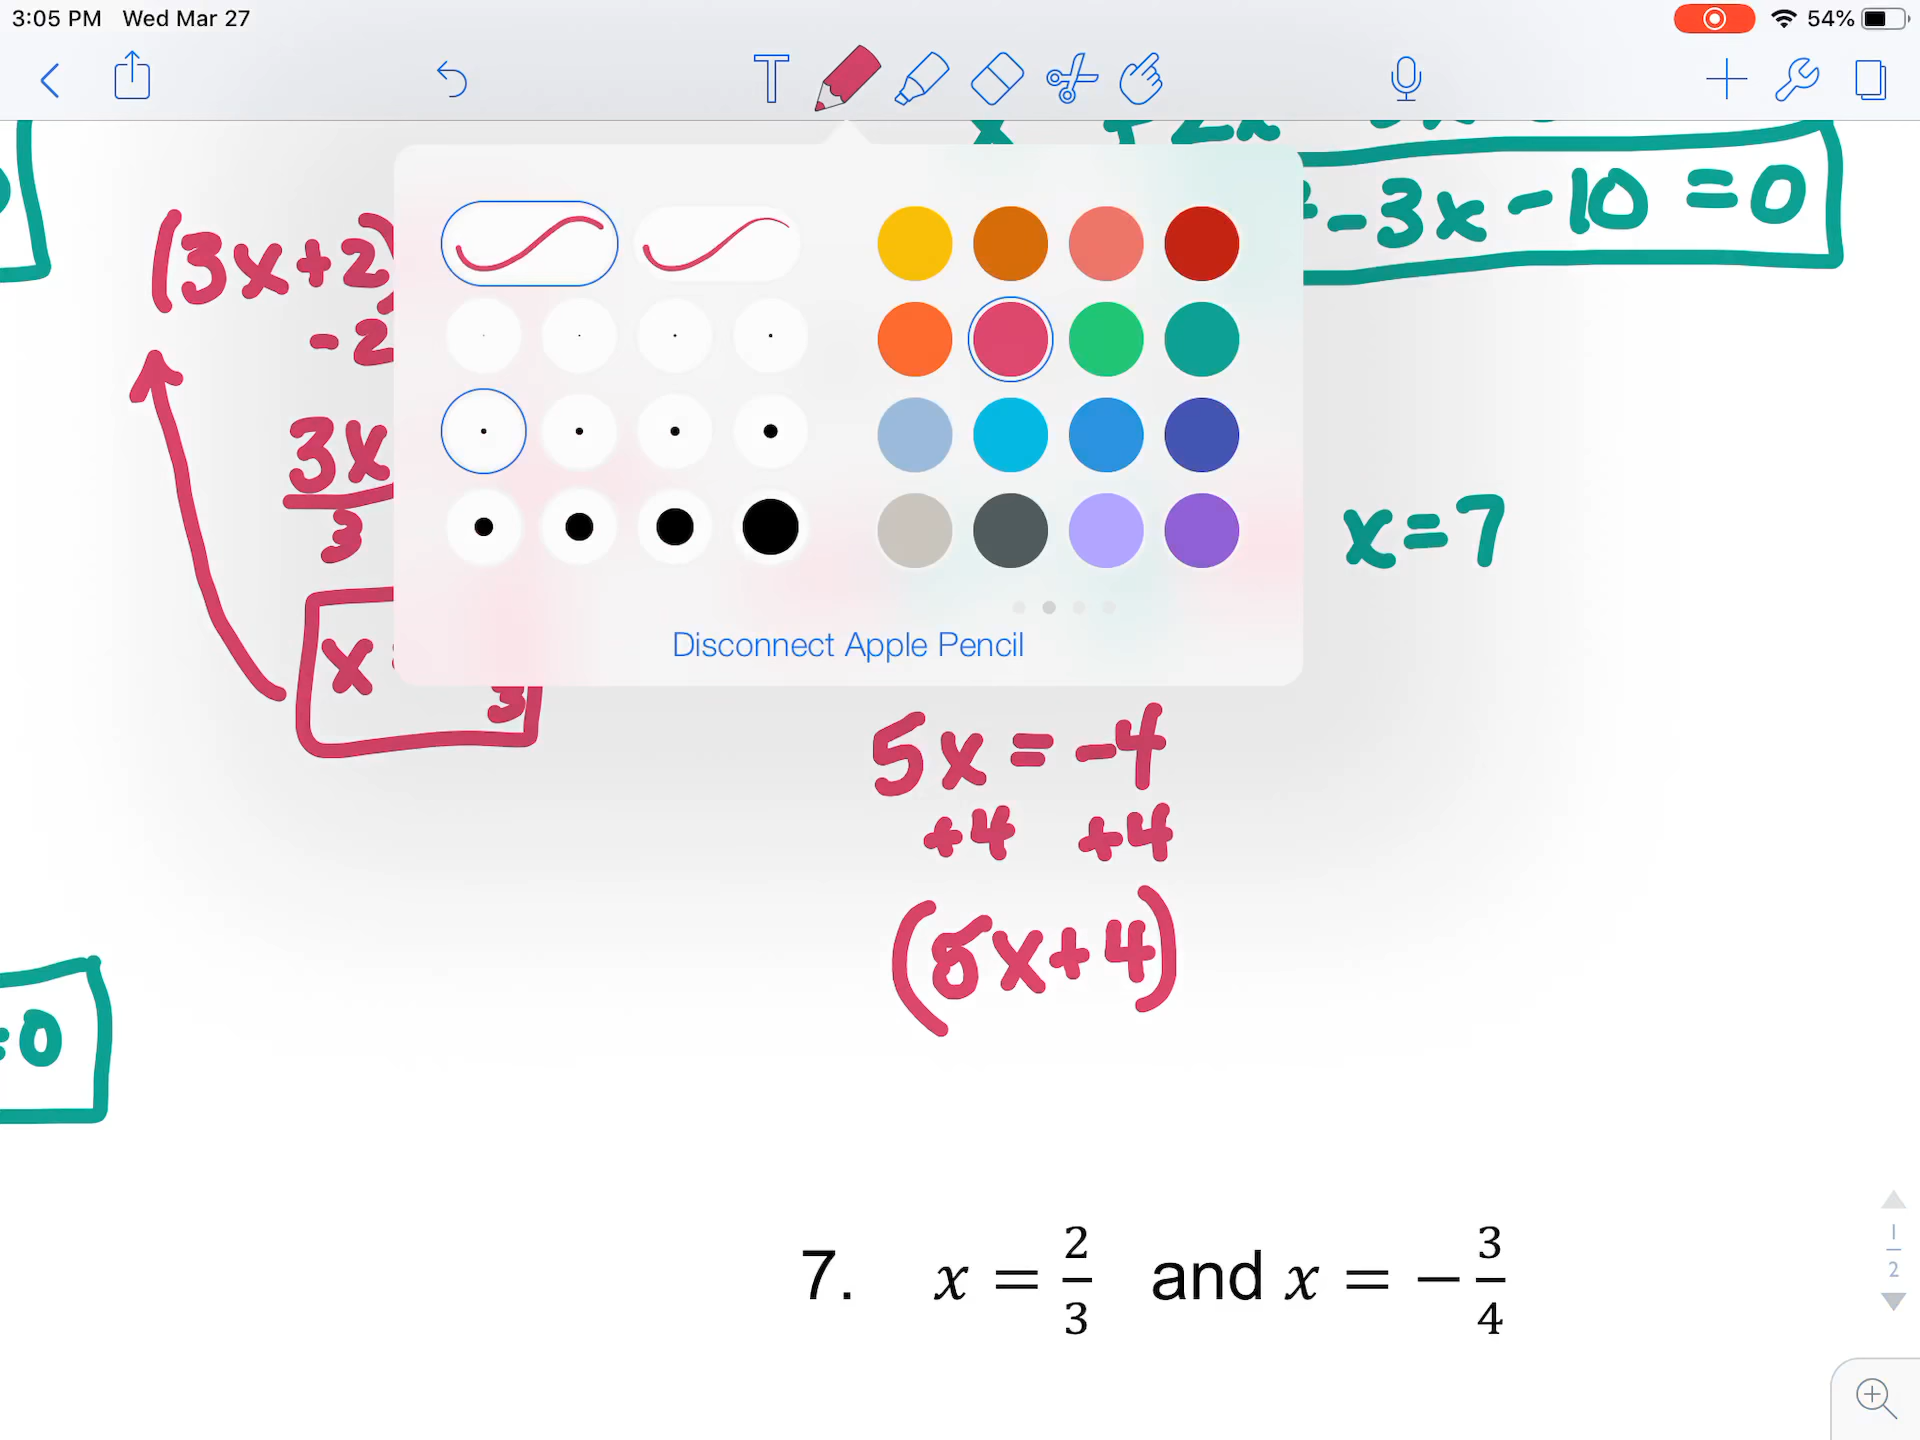 3:05 PM Wed Mar 27
54%
T
-3x-10=0
(3x+2)
-2
3x
3
x
3
x=7
Disconnect Apple Pencil
5x=-4
+4 +4
(5x+4)
=0
7. x = 2/3 and x = − 3/4
1
2